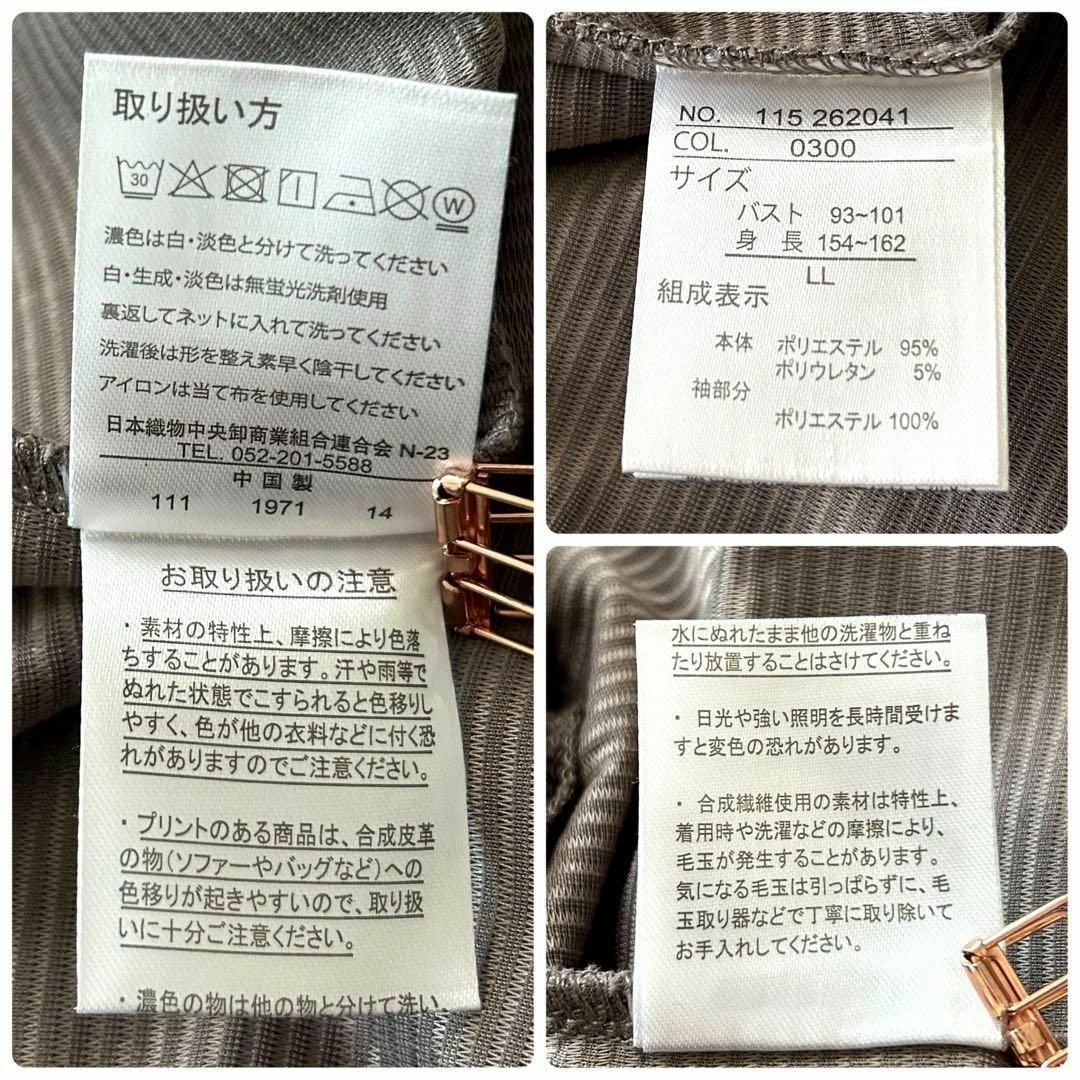 取り扱い方
30
W
濃色は白・淡色と分けて洗ってください
白・生成・淡色は無蛍光洗剤使用
裏返してネットに入れて洗ってください
洗濯後は形を整え素早く陰干してください
アイロンは当て布を使用してください
日本織物中央卸商業組合連合会 N-23
TEL. 052-201-5588
中国製
111 1971 14
お取り扱いの注意
・素材の特性上、摩擦により色落
ちすることがあります。汗や雨等で
ぬれた状態でこすられると色移りし
やすく、色が他の衣料などに付く恐
れがありますのでご注意ください。
・プリントのある商品は、合成皮革
の物(ソファーやバッグなど)への
色移りが起きやすいので、取り扱
いに十分ご注意ください。
・濃色の物は他の物と分けて洗い、
NO. 115 262041
COL. 0300
サイズ
バスト 93~101
身長 154~162
LL
組成表示
本体 ポリエステル 95%
ポリウレタン 5%
袖部分
ポリエステル 100%
水にぬれたまま他の洗濯物と重ね
たり放置することはさけてください。
・日光や強い照明を長時間受けま
すと変色の恐れがあります。
・合成繊維使用の素材は特性上、
着用時や洗濯などの摩擦により、
毛玉が発生することがあります。
気になる毛玉は引っぱらずに、毛
玉取り器などで丁寧に取り除いて
お手入れしてください。